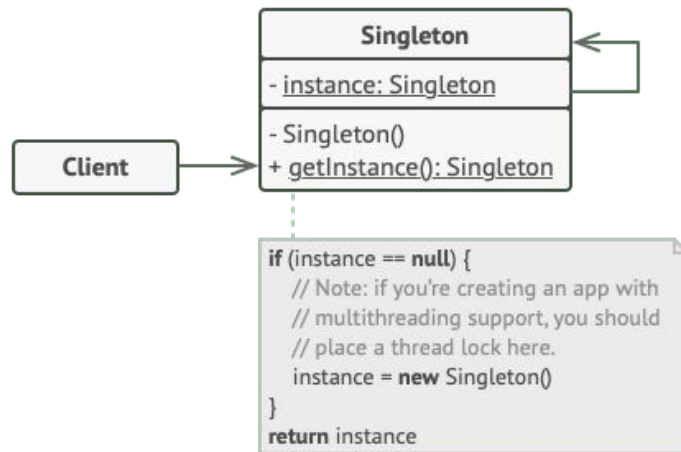 Singleton
- instance: Singleton
- Singleton()
+ getInstance(): Singleton
Client
if (instance == null) {
// Note: if you're creating an app with
// multithreading support, you should
// place a thread lock here.
instance = new Singleton()
}
return instance